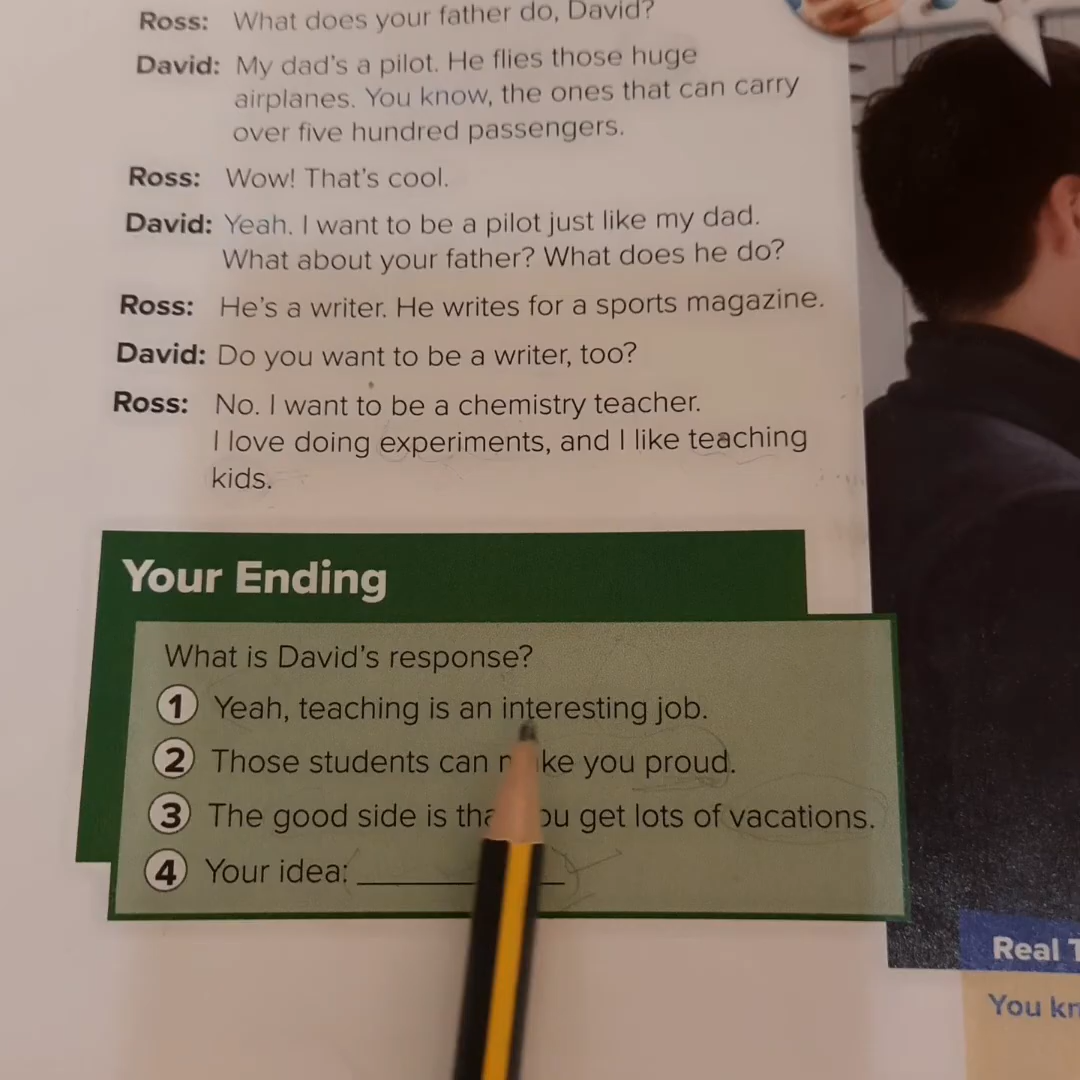 Ross: What does your father do, David?
David: My dad's a pilot. He flies those huge
airplanes. You know, the ones that can carry
over five hundred passengers.
Ross: Wow! That's cool.
David: Yeah. I want to be a pilot just like my dad.
What about your father? What does he do?
Ross: He's a writer. He writes for a sports magazine.
David: Do you want to be a writer, too?
Ross: No. I want to be a chemistry teacher.
I love doing experiments, and I like teaching
kids.
Your Ending
What is David's response?
1 Yeah, teaching is an interesting job.
2 Those students can make you proud.
3 The good side is that you get lots of vacations.
4 Your idea:
Real
You